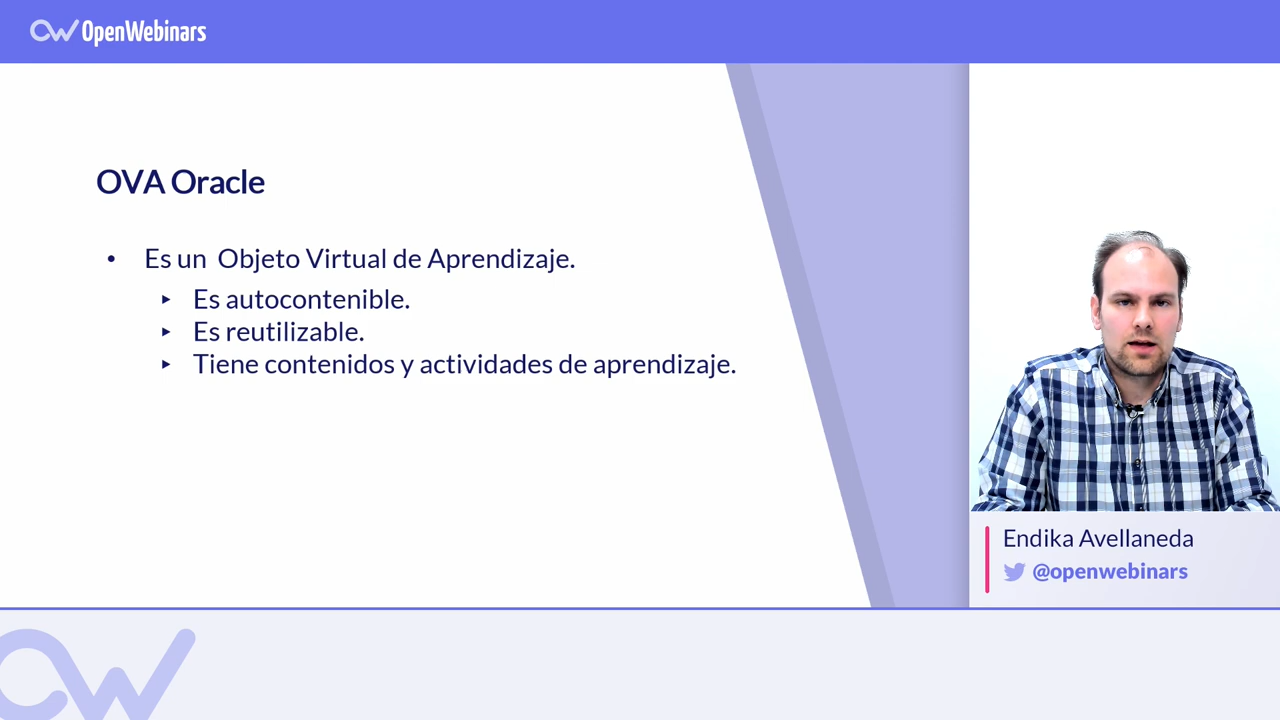 OpenWebinars
OVA Oracle
• Es un Objeto Virtual de Aprendizaje.
‣ Es autocontenible.
‣ Es reutilizable.
‣ Tiene contenidos y actividades de aprendizaje.
Endika Avellaneda
@openwebinars